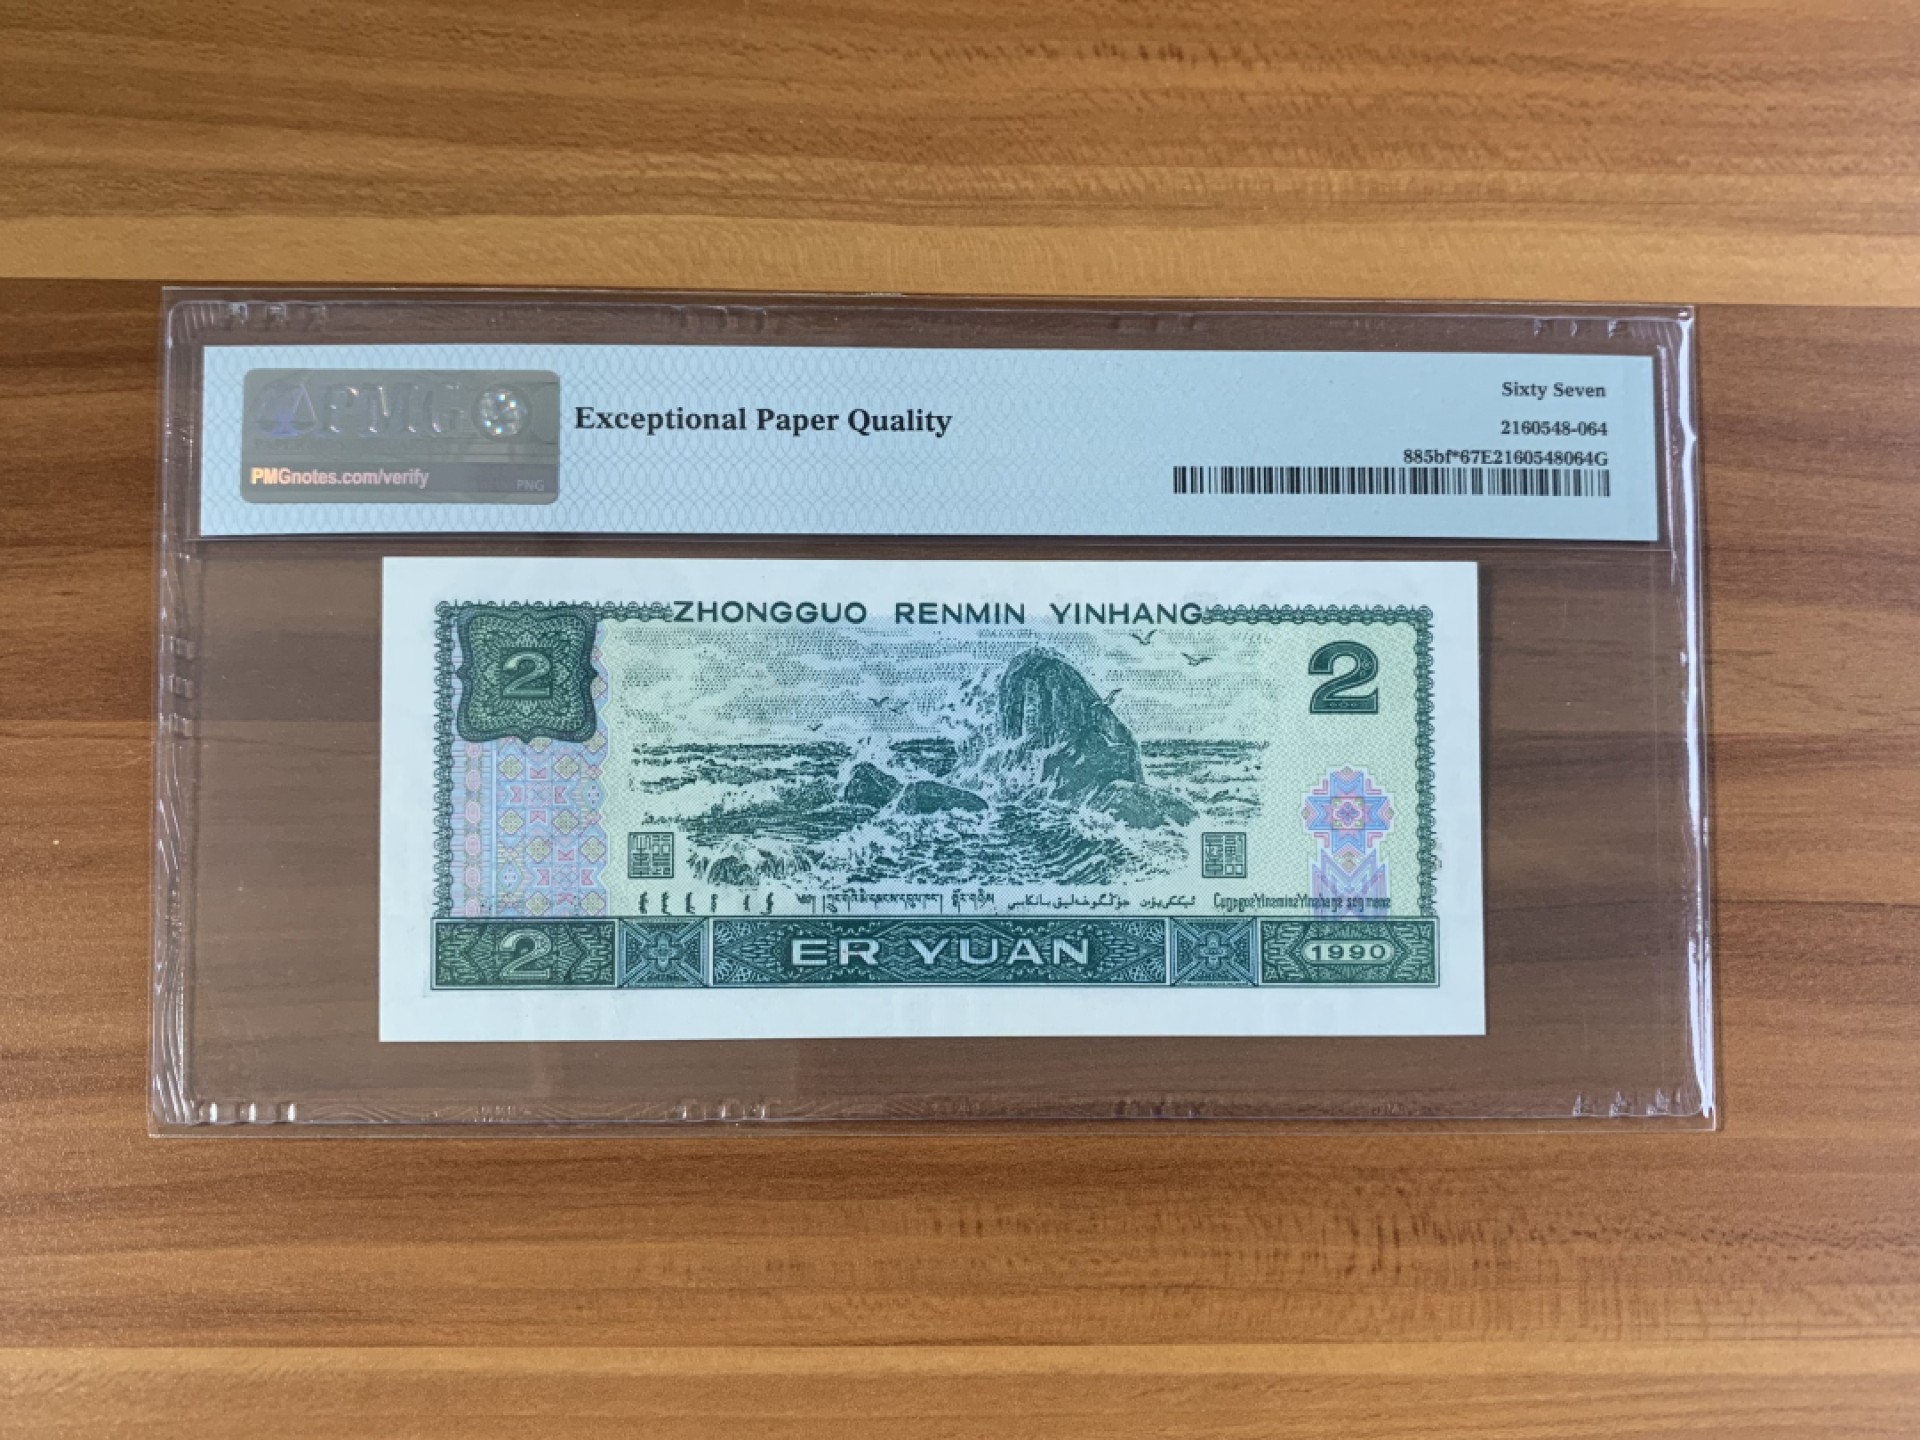 PMG
PMGnotes.com/verify
PNG
Exceptional Paper Quality
Sixty Seven
2160548-064
885bf*67E2160548064G
ZHONGGUO RENMIN YINHANG
2
2
2
ER YUAN
1990